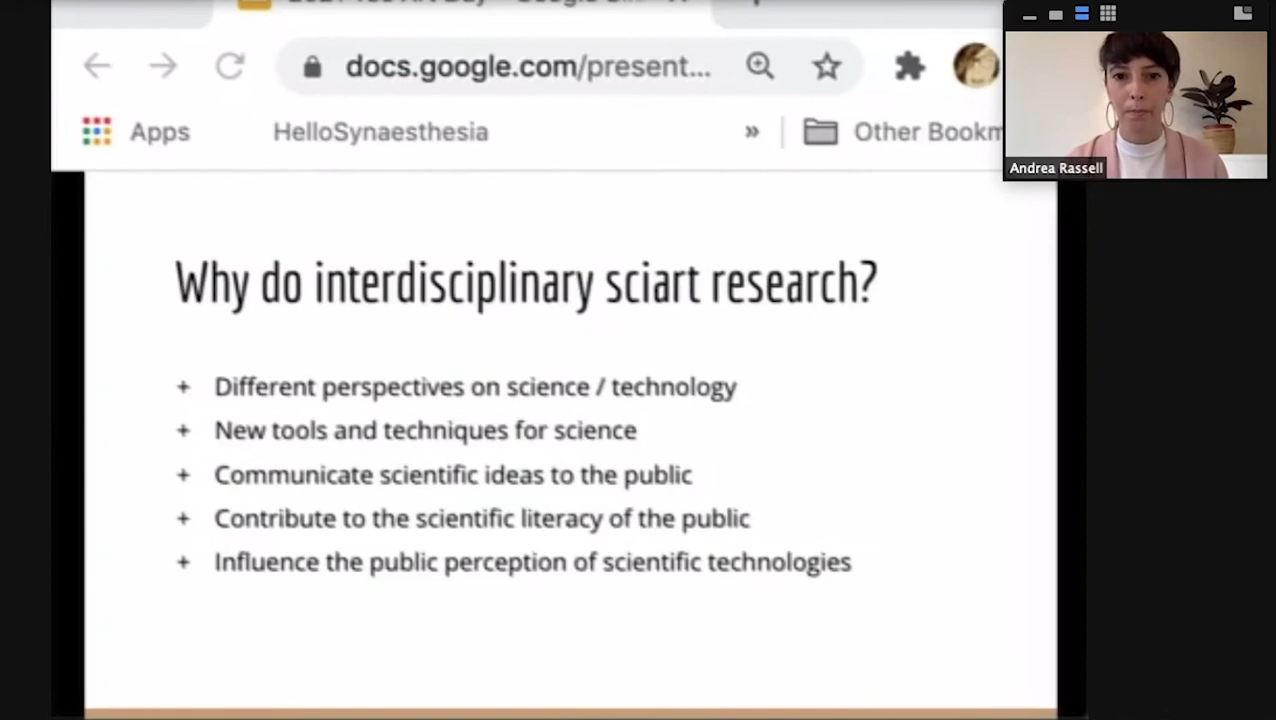 docs.google.com/present...
Apps
HelloSynaesthesia
»
Other Bookm
Andrea Rassell
Why do interdisciplinary sciart research?
+ Different perspectives on science / technology
+ New tools and techniques for science
+ Communicate scientific ideas to the public
+ Contribute to the scientific literacy of the public
+ Influence the public perception of scientific technologies